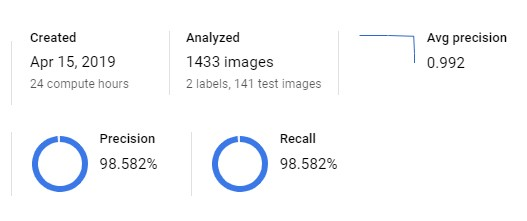 Created
Apr 15, 2019
24 compute hours
Analyzed
1433 images
2 labels, 141 test images
Avg precision
0.992
Precision
98.582%
Recall
98.582%